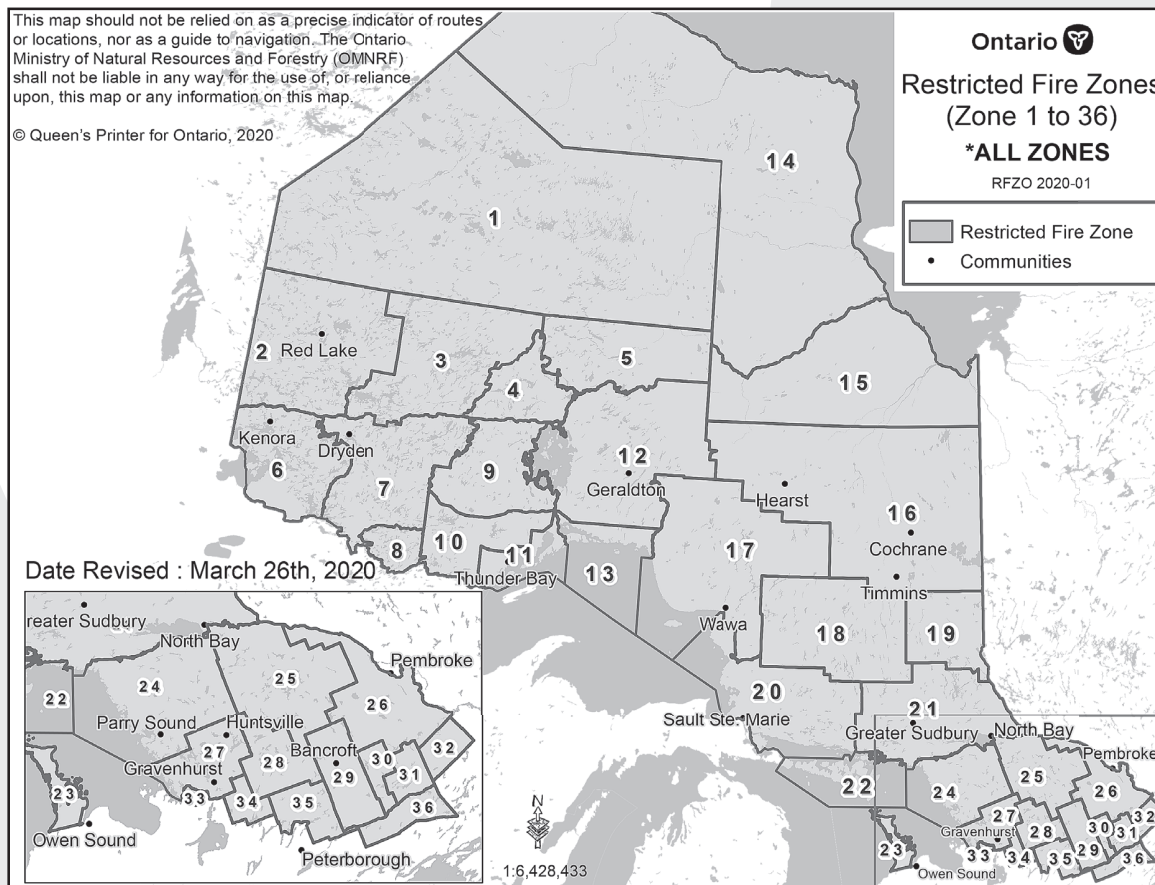 This map should not be relied on as a precise indicator of routes
or locations, nor as a guide to navigation. The Ontario
Ministry of Natural Resources and Forestry (OMNRF)
shall not be liable in any way for the use of, or reliance
upon, this map or any information on this map.
© Queen's Printer for Ontario, 2020
Ontario
Restricted Fire Zones
(Zone 1 to 36)
*ALL ZONES
RFZO 2020-01
Restricted Fire Zone
Communities
14
1
2
Red Lake
3
4
5
15
Kenora
Dryden
6
7
8
9
10
11
Thunder Bay
12
Geraldton
13
Hearst
16
Cochrane
17
Timmins
Wawa
18
19
20
Sault Ste. Marie
21
Greater Sudbury
North Bay
Pembroke
22
24
25
26
27
Gravenhurst
28
29
30
31
32
23
33
34
35
36
Owen Sound
N
1:6,428,433
Date Revised : March 26th, 2020
reater Sudbury
North Bay
Pembroke
22
24
25
26
Parry Sound
Huntsville
27
28
Bancroft
29
30
31
32
Gravenhurst
23
33
34
35
36
Owen Sound
Peterborough